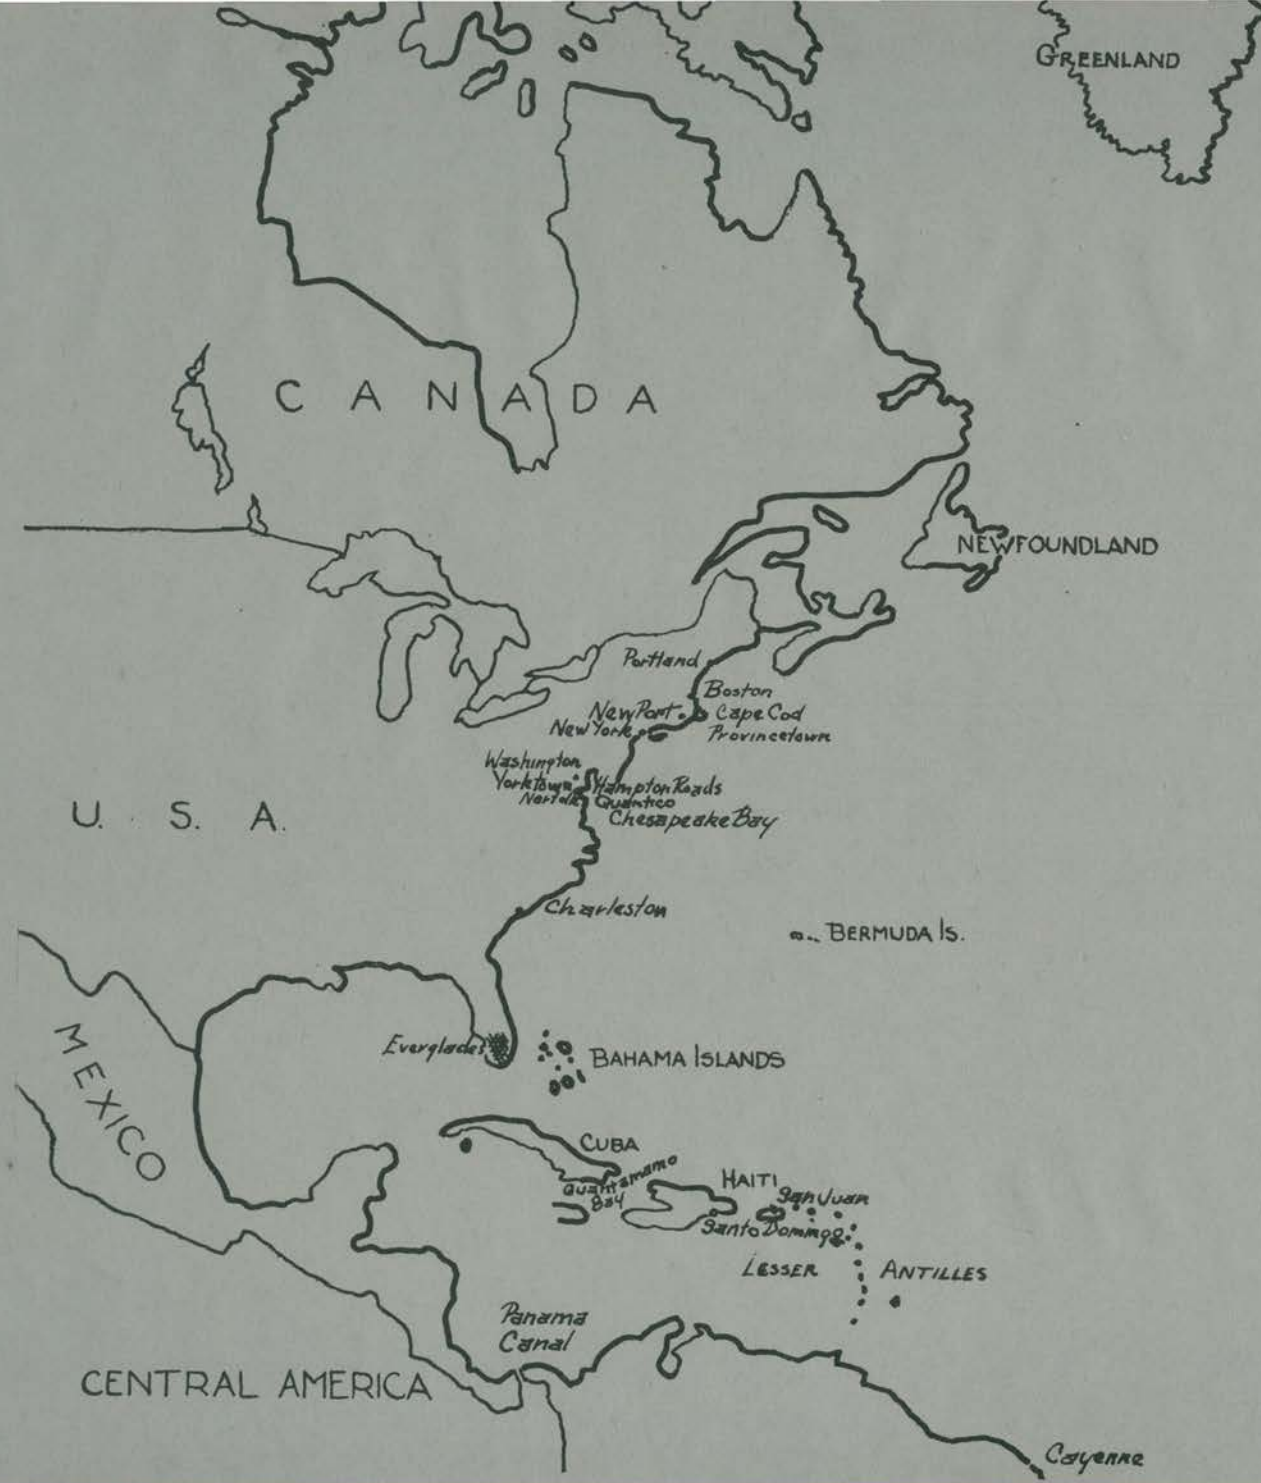 GREENLAND
CANADA
NEWFOUNDLAND
Portland
Boston
NewPort
Cape Cod
New York
Provincetown
Washington
Yorktown
Hampton Roads
Norfolk
Quantico
Chesapeake Bay
U. S. A.
Charleston
BERMUDA IS.
MEXICO
Everglades
BAHAMA ISLANDS
CUBA
Quantamamo
Bay
HAITI
San Juan
Santo Domingo
LESSER ANTILLES
Panama
Canal
CENTRAL AMERICA
Cayenne